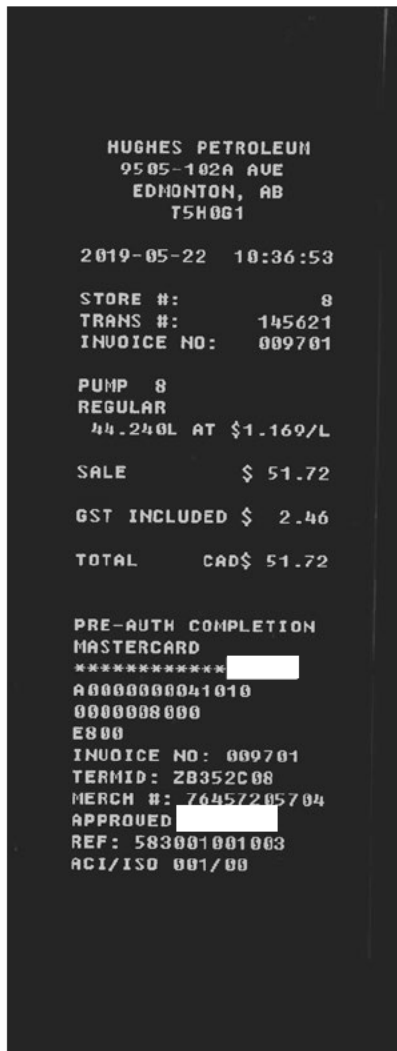 HUGHES PETROLEUM
9505-102A AVE
EDMONTON, AB
T5H0G1
2019-05-22 10:36:53
STORE #: 8
TRANS #: 145621
INVOICE NO: 009701
PUMP 8
REGULAR
44.240L AT $1.169/L
SALE $ 51.72
GST INCLUDED $ 2.46
TOTAL CAD$ 51.72
PRE-AUTH COMPLETION
MASTERCARD
************
A0000000041010
0000008000
E800
INVOICE NO: 009701
TERMID: ZB352C08
MERCH #: 76457205704
APPROVED
REF: 583001001003
ACI/ISO 001/00